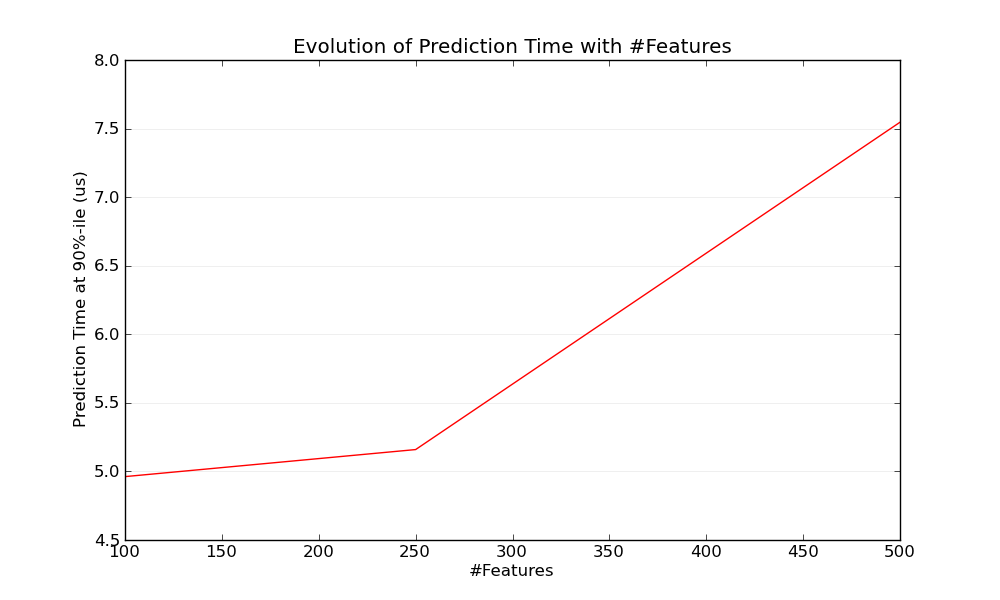 Evolution of Prediction Time with #Features
8.0
7.5
7.0
6.5
6.0
5.5
5.0
4.5
Prediction Time at 90%-ile (us)
100 150 200 250 300 350 400 450 500
#Features